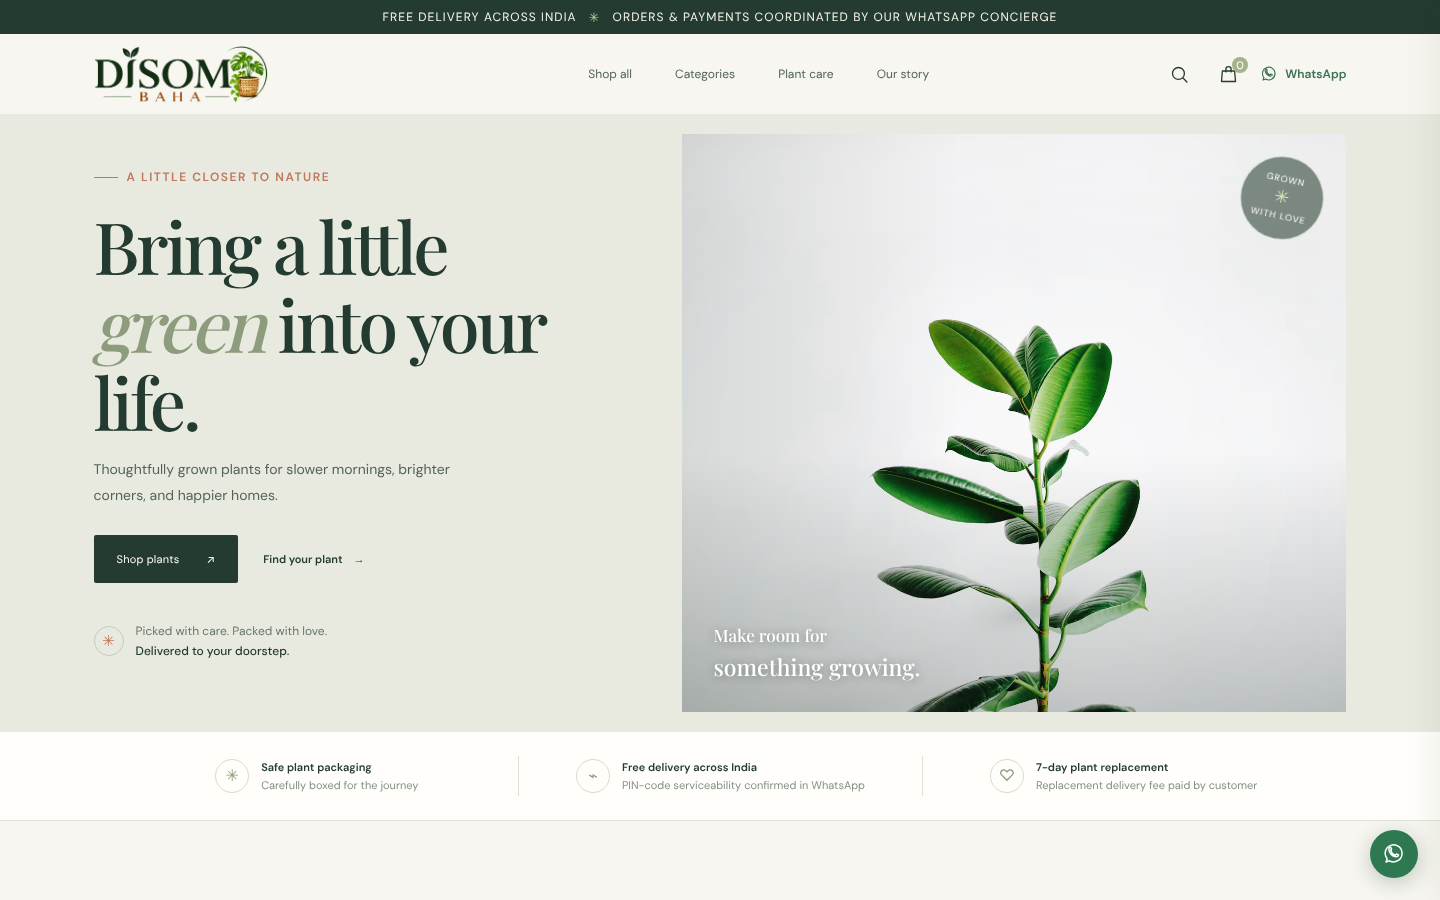 FREE DELIVERY ACROSS INDIA ✳ ORDERS & PAYMENTS COORDINATED BY OUR WHATSAPP CONCIERGE
DISOM
BAHA
Shop all
Categories
Plant care
Our story
0
WhatsApp
A LITTLE CLOSER TO NATURE
Bring a little
green into your
life.
Thoughtfully grown plants for slower mornings, brighter
corners, and happier homes.
Shop plants ↗
Find your plant →
Picked with care. Packed with love.
Delivered to your doorstep.
GROWN
✳
WITH LOVE
Make room for
something growing.
Safe plant packaging
Carefully boxed for the journey
Free delivery across India
PIN-code serviceability confirmed in WhatsApp
7-day plant replacement
Replacement delivery fee paid by customer